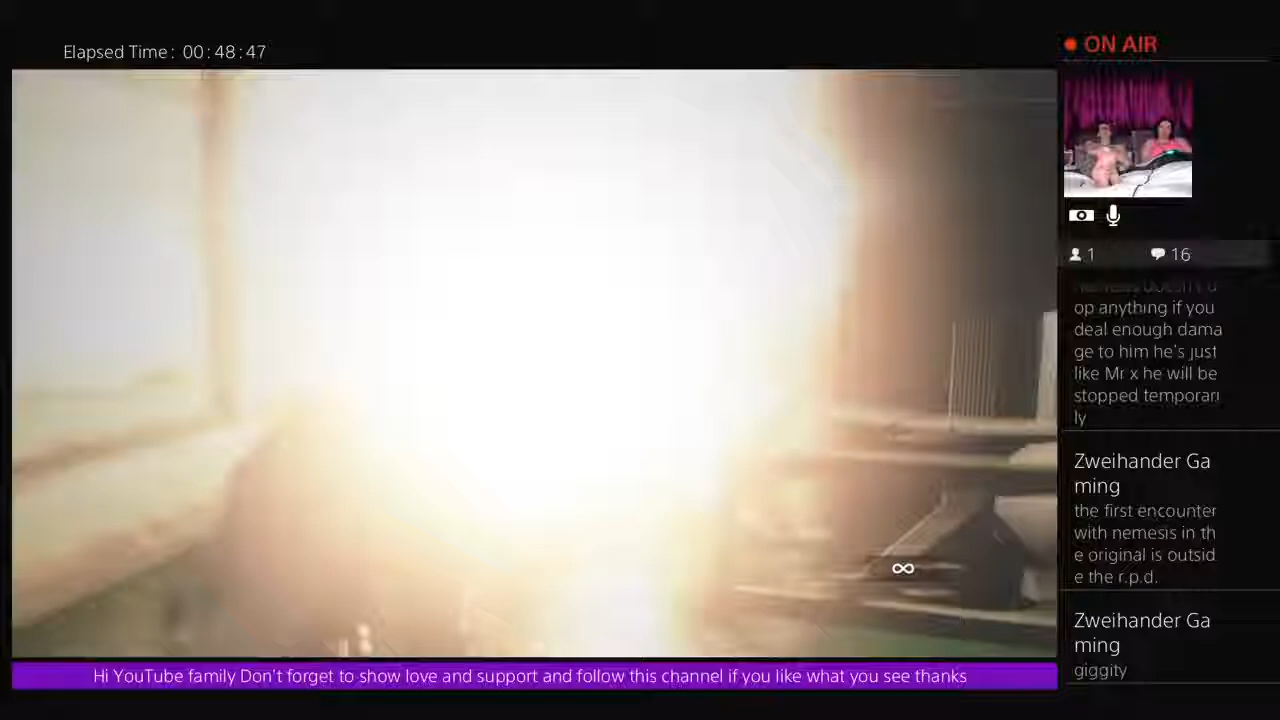 Elapsed Time: 00:48:47
ON AIR
1
16
op anything if you
deal enough dama
ge to him he's just
like Mr x he will be
stopped temporari
ly
Zweihander Ga
ming
the first encounter
with nemesis in th
e original is outsid
e the r.p.d.
Zweihander Ga
ming
giggity
∞
Hi YouTube family Don't forget to show love and support and follow this channel if you like what you see thanks